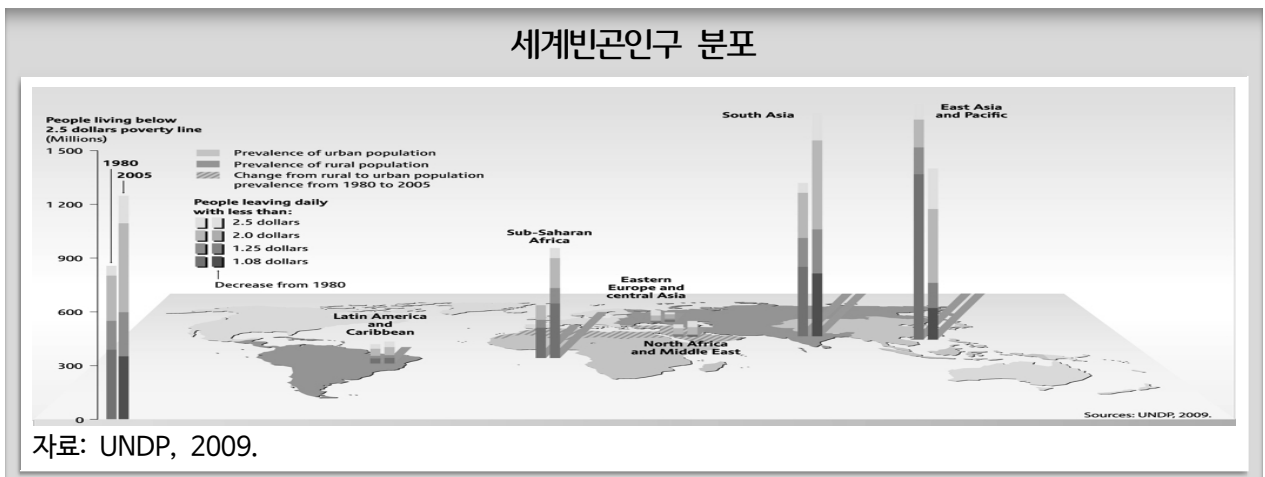 세계빈곤인구 분포
People living below
2.5 dollars poverty line
(Millions)
1 500
1980
2005
1 200
900
600
300
0
Prevalence of urban population
Prevalence of rural population
Change from rural to urban population
prevalence from 1980 to 2005
People leaving daily
with less than:
2.5 dollars
2.0 dollars
1.25 dollars
1.08 dollars
Decrease from 1980
Latin America
and
Caribbean
Sub-Saharan
Africa
Eastern
Europe and
central Asia
North Africa
and Middle East
South Asia
East Asia
and Pacific
Sources: UNDP, 2009.
자료: UNDP, 2009.